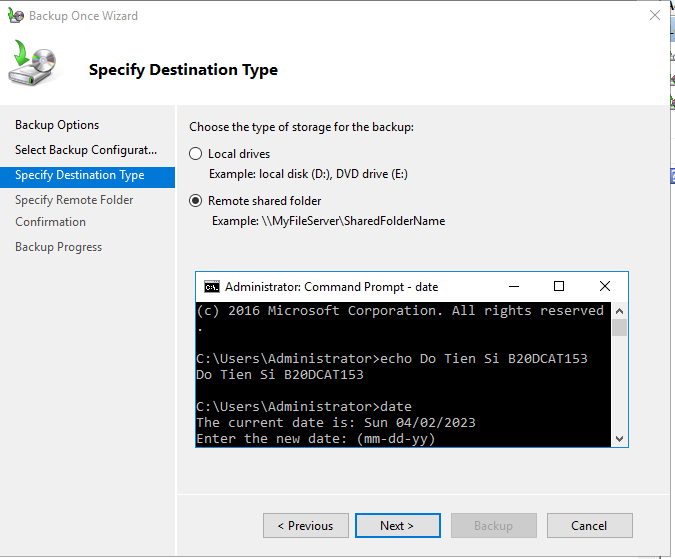 Backup Once Wizard
Specify Destination Type
Backup Options
Select Backup Configurat...
Specify Destination Type
Specify Remote Folder
Confirmation
Backup Progress
Choose the type of storage for the backup:
Local drives
Example: local disk (D:), DVD drive (E:)
Remote shared folder
Example: \\MyFileServer\SharedFolderName
Administrator: Command Prompt - date
(c) 2016 Microsoft Corporation. All rights reserved
.
C:\Users\Administrator>echo Do Tien Si B20DCAT153
Do Tien Si B20DCAT153
C:\Users\Administrator>date
The current date is: Sun 04/02/2023
Enter the new date: (mm-dd-yy)
< Previous
Next >
Backup
Cancel